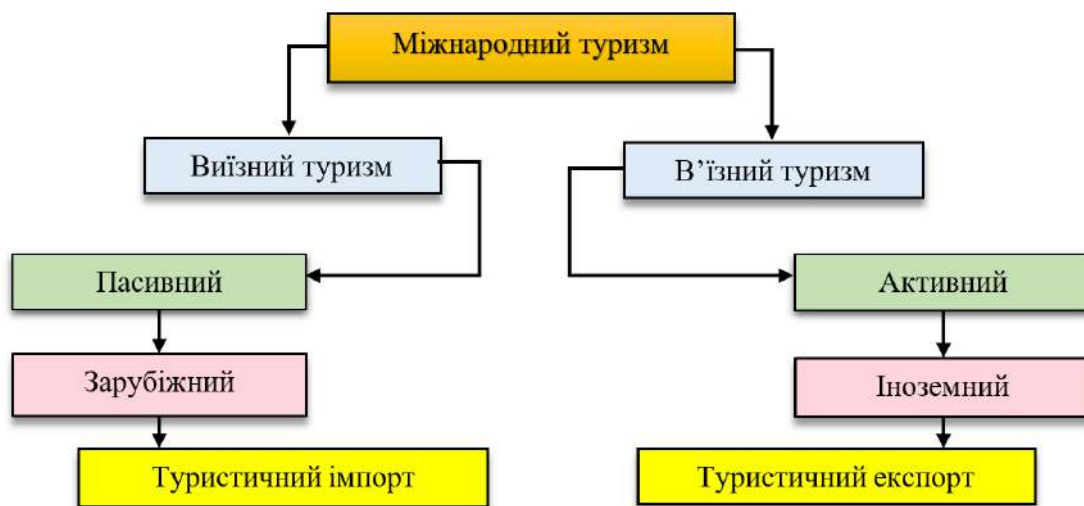 Міжнародний туризм
Виїзний туризм
В’їзний туризм
Пасивний
Активний
Зарубіжний
Іноземний
Туристичний імпорт
Туристичний експорт